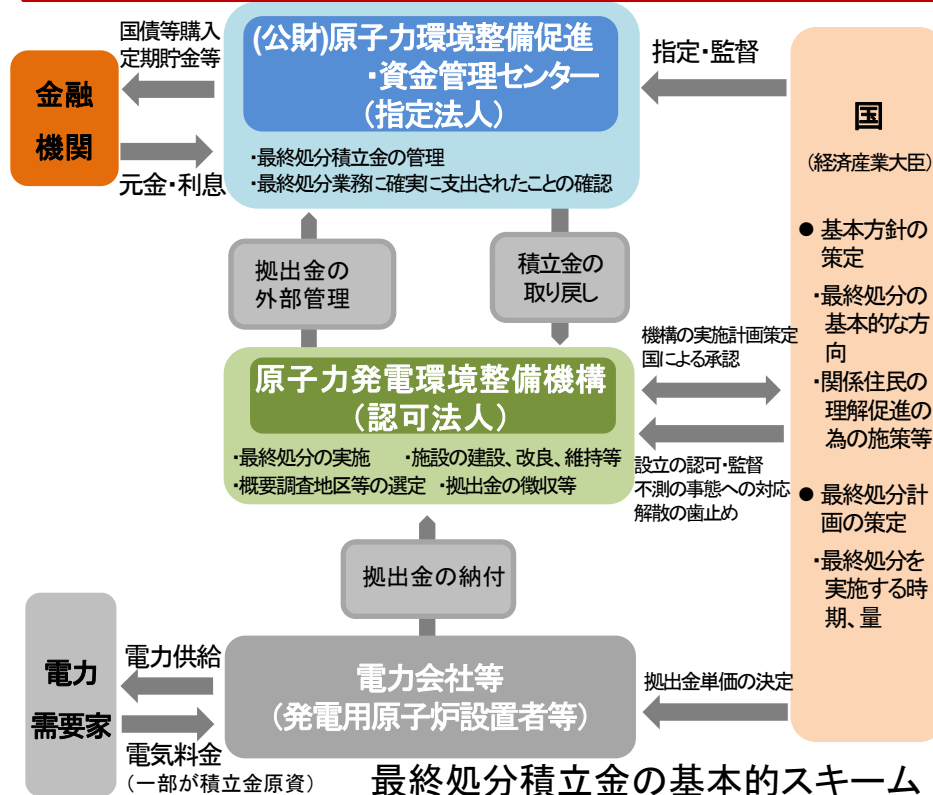 国債等購入
定期貯金等
金融
機関
元金・利息
(公財)原子力環境整備促進
・資金管理センター
(指定法人)
・最終処分積立金の管理
・最終処分業務に確実に支出されたことの確認
指定・監督
国
(経済産業大臣)
● 基本方針の
策定
・最終処分の
基本的な方
向
・関係住民の
理解促進の
為の施策等
● 最終処分計
画の策定
・最終処分を
実施する時
期、量
拠出金の
外部管理
積立金の
取り戻し
機構の実施計画策定
国による承認
原子力発電環境整備機構
(認可法人)
・最終処分の実施 ・施設の建設、改良、維持等
・概要調査地区等の選定 ・拠出金の徴収等
設立の認可・監督
不測の事態への対応
解散の歯止め
拠出金の納付
電力
需要家
電力供給
電気料金
(一部が積立金原資)
電力会社等
(発電用原子炉設置者等)
拠出金単価の決定
最終処分積立金の基本的スキーム